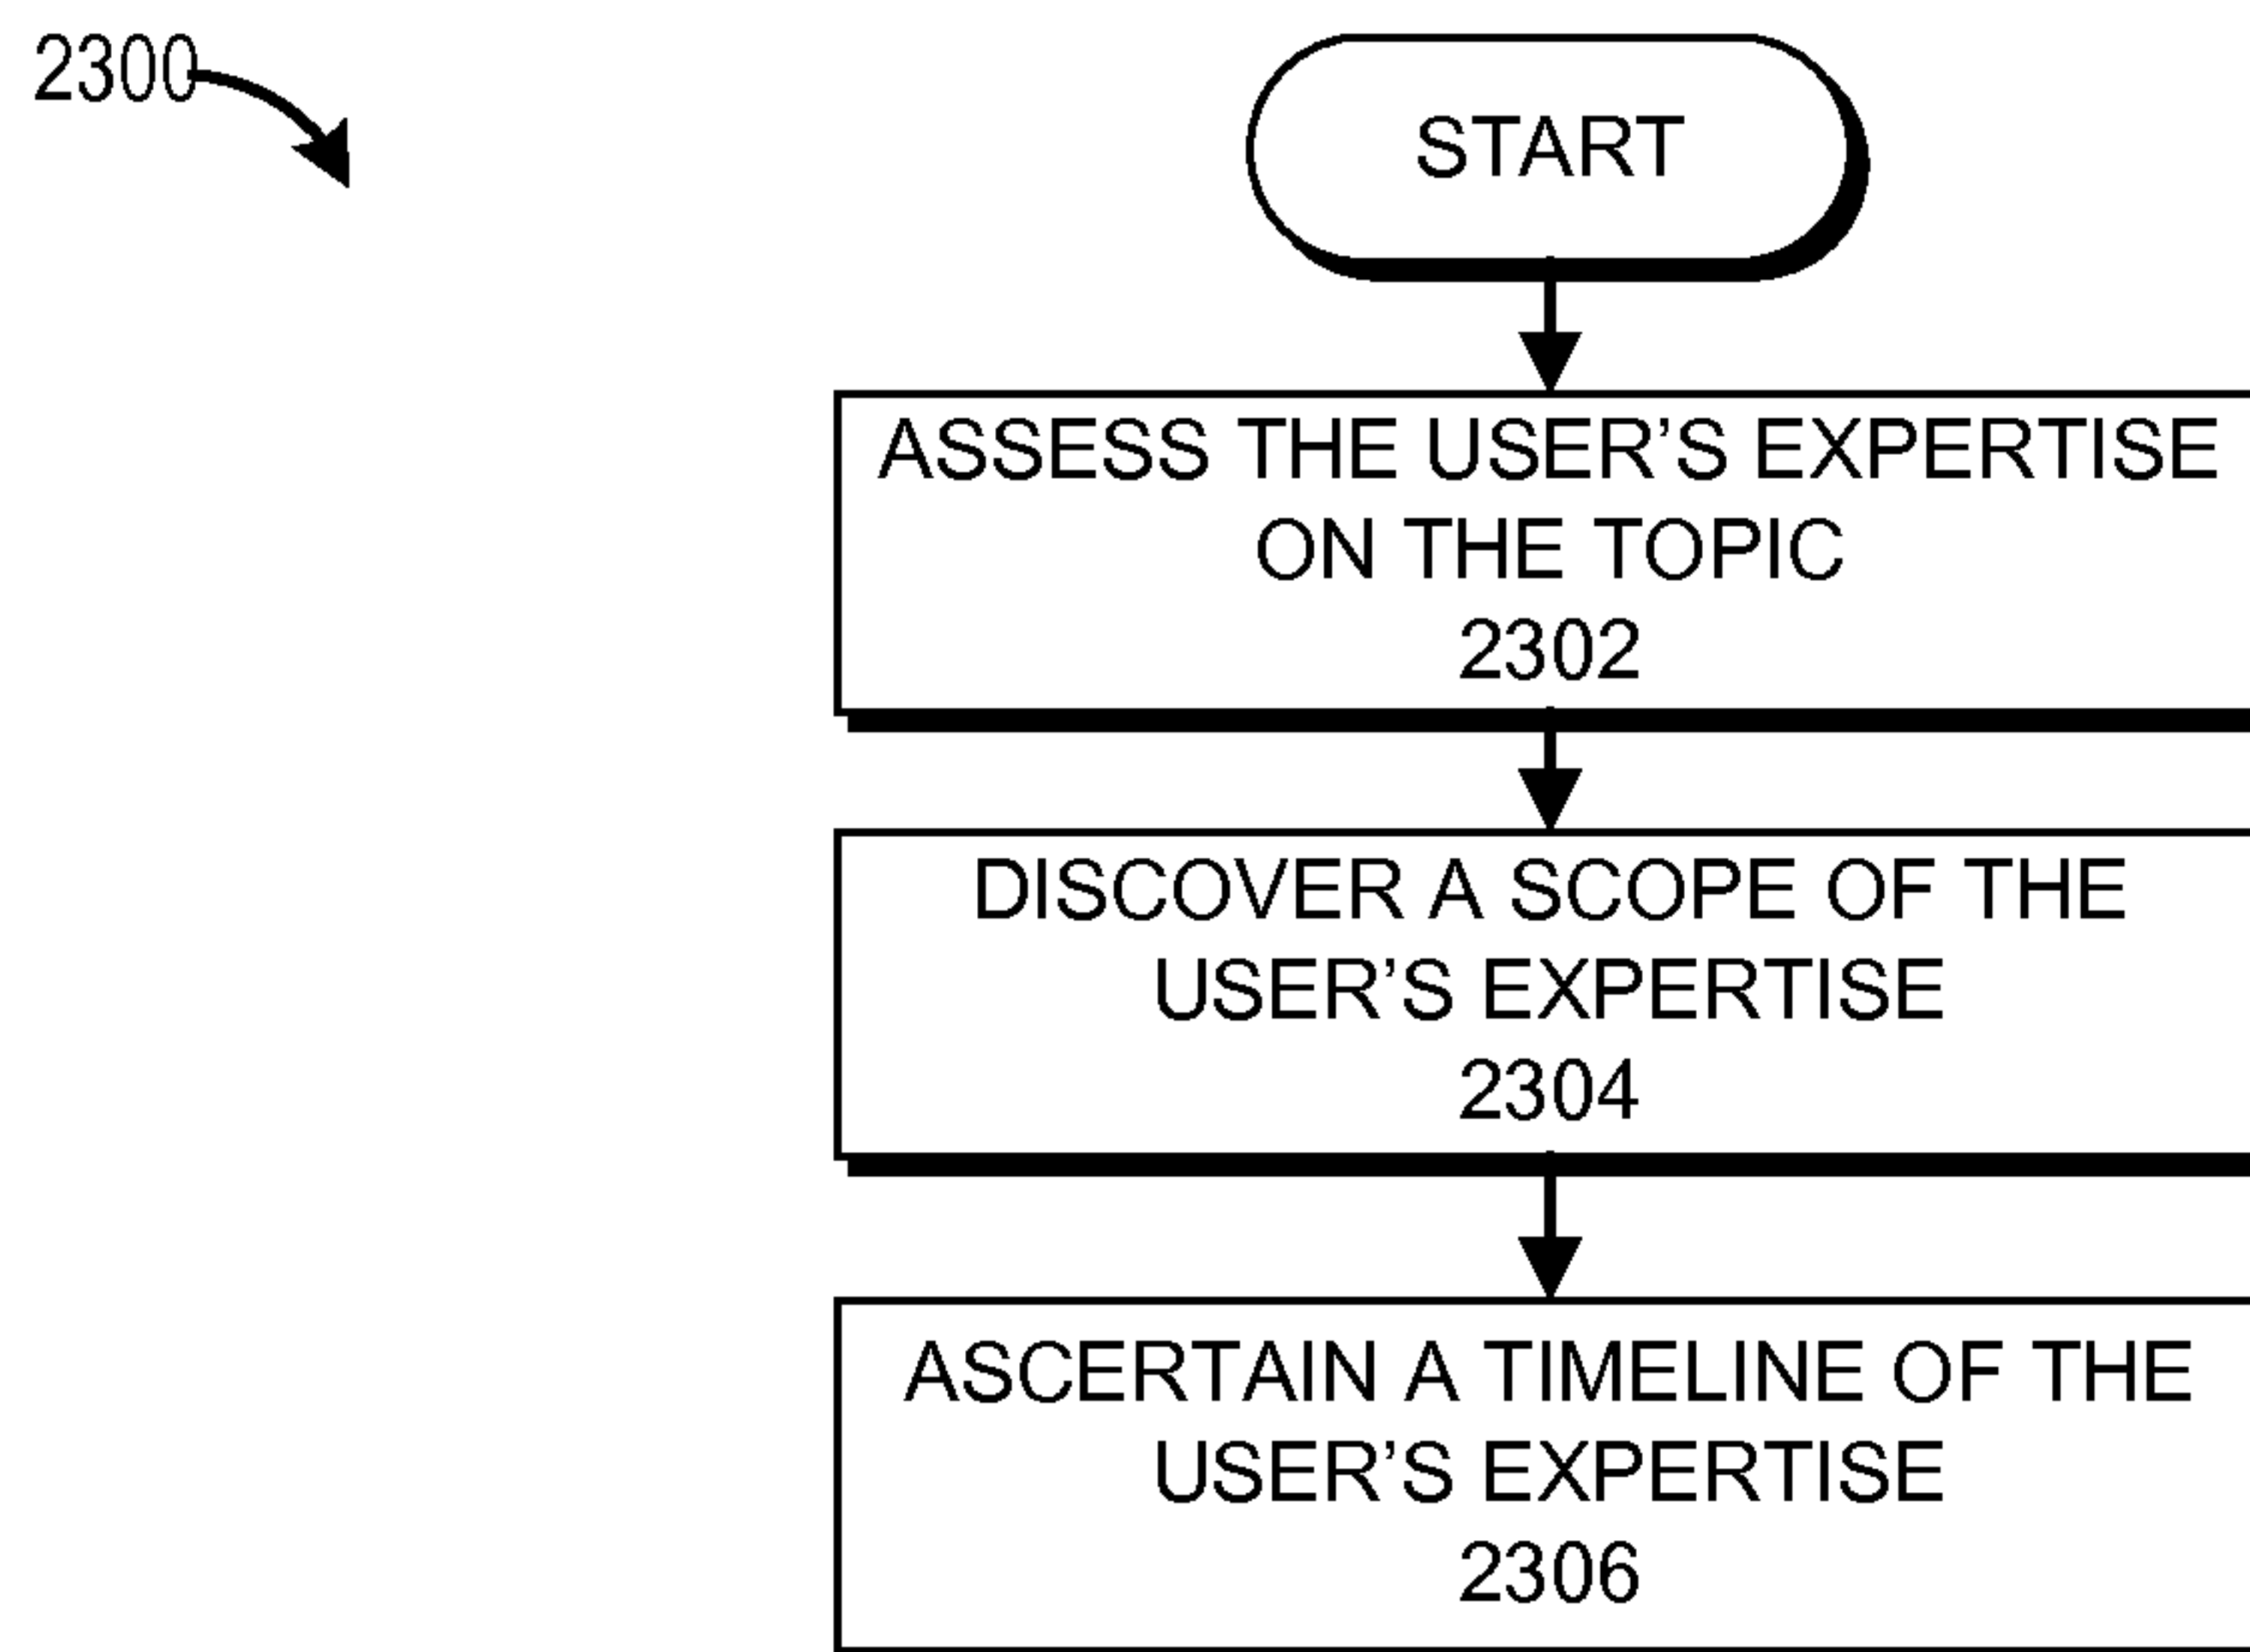 2300
START
ASSESS THE USER’S EXPERTISE
ON THE TOPIC
2302
DISCOVER A SCOPE OF THE
USER’S EXPERTISE
2304
ASCERTAIN A TIMELINE OF THE
USER’S EXPERTISE
2306